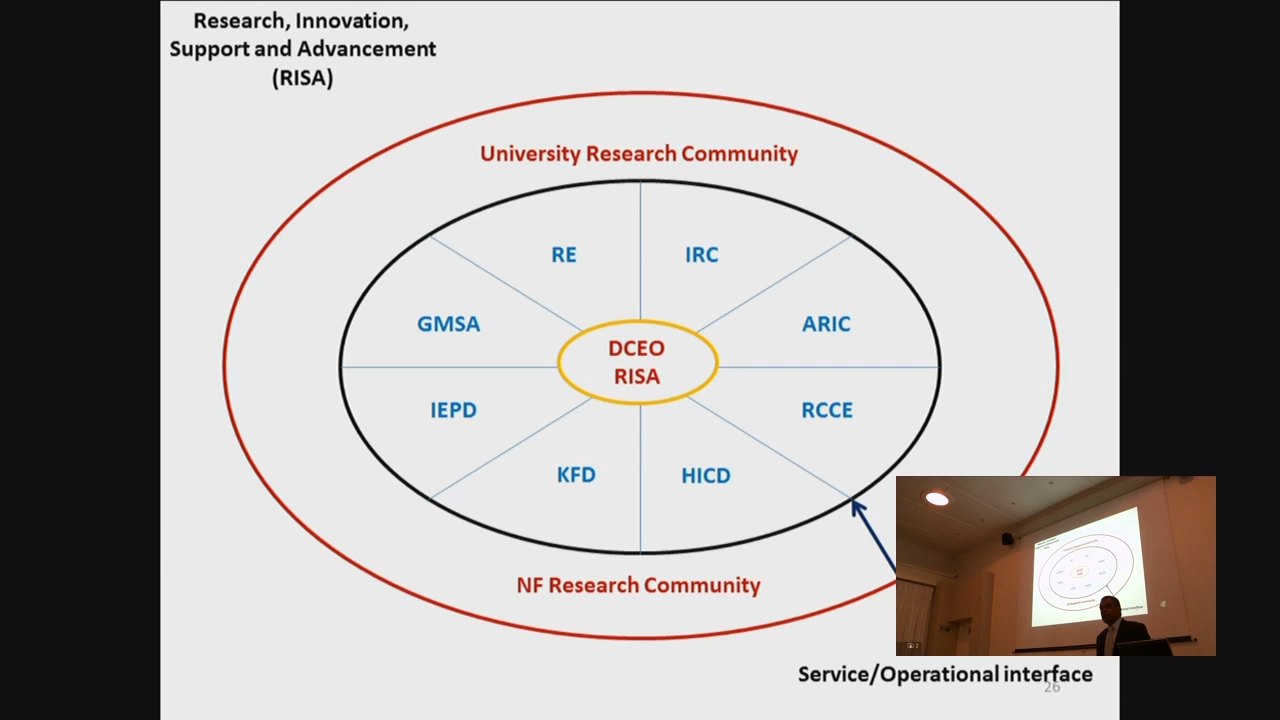 Research, Innovation,
Support and Advancement
(RISA)
University Research Community
RE
IRC
GMSA
ARIC
DCEO
RISA
IEPD
RCCE
KFD
HICD
NF Research Community
Service/Operational interface
26